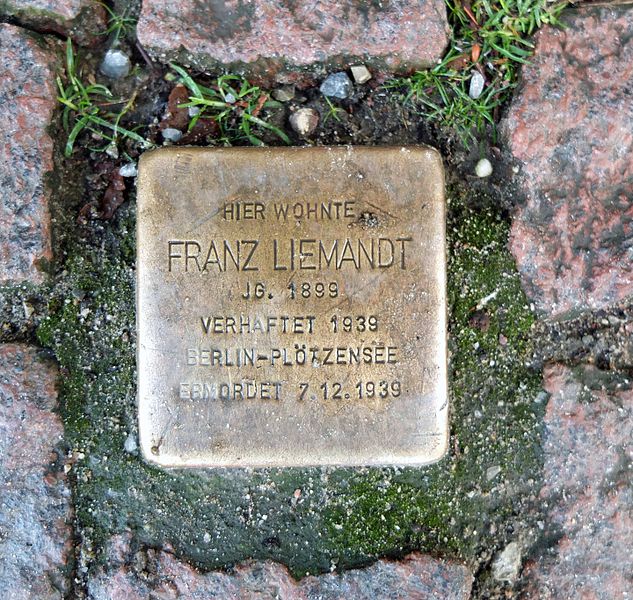 HIER WOHNTE
FRANZ LIEMANDT
JG. 1899
VERHAFTET 1939
BERLIN-PLÖTZENSEE
ERMORDET 7.12.1939